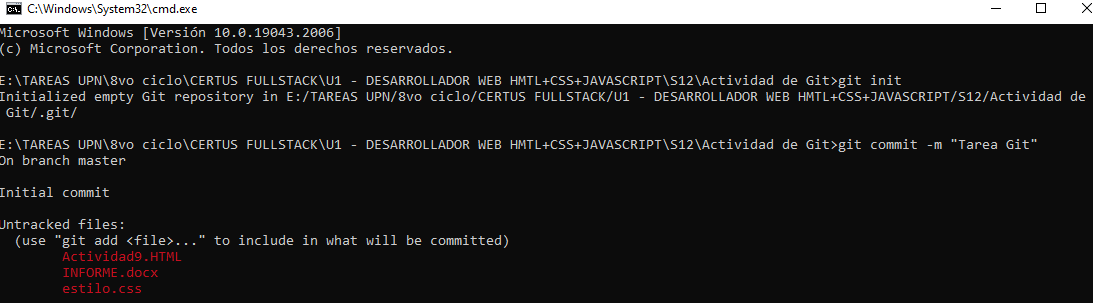 C:\Windows\System32\cmd.exe
Microsoft Windows [Versión 10.0.19043.2006]
(c) Microsoft Corporation. Todos los derechos reservados.
E:\TAREAS UPN\8vo ciclo\CERTUS FULLSTACK\U1 - DESARROLLADOR WEB HMTL+CSS+JAVASCRIPT\S12\Actividad de Git>git init
Initialized empty Git repository in E:/TAREAS UPN/8vo ciclo/CERTUS FULLSTACK/U1 - DESARROLLADOR WEB HMTL+CSS+JAVASCRIPT/S12/Actividad de
Git/.git/
E:\TAREAS UPN\8vo ciclo\CERTUS FULLSTACK\U1 - DESARROLLADOR WEB HMTL+CSS+JAVASCRIPT\S12\Actividad de Git>git commit -m "Tarea Git"
On branch master
Initial commit
Untracked files:
(use "git add <file>..." to include in what will be committed)
Actividad9.HTML
INFORME.docx
estilo.css